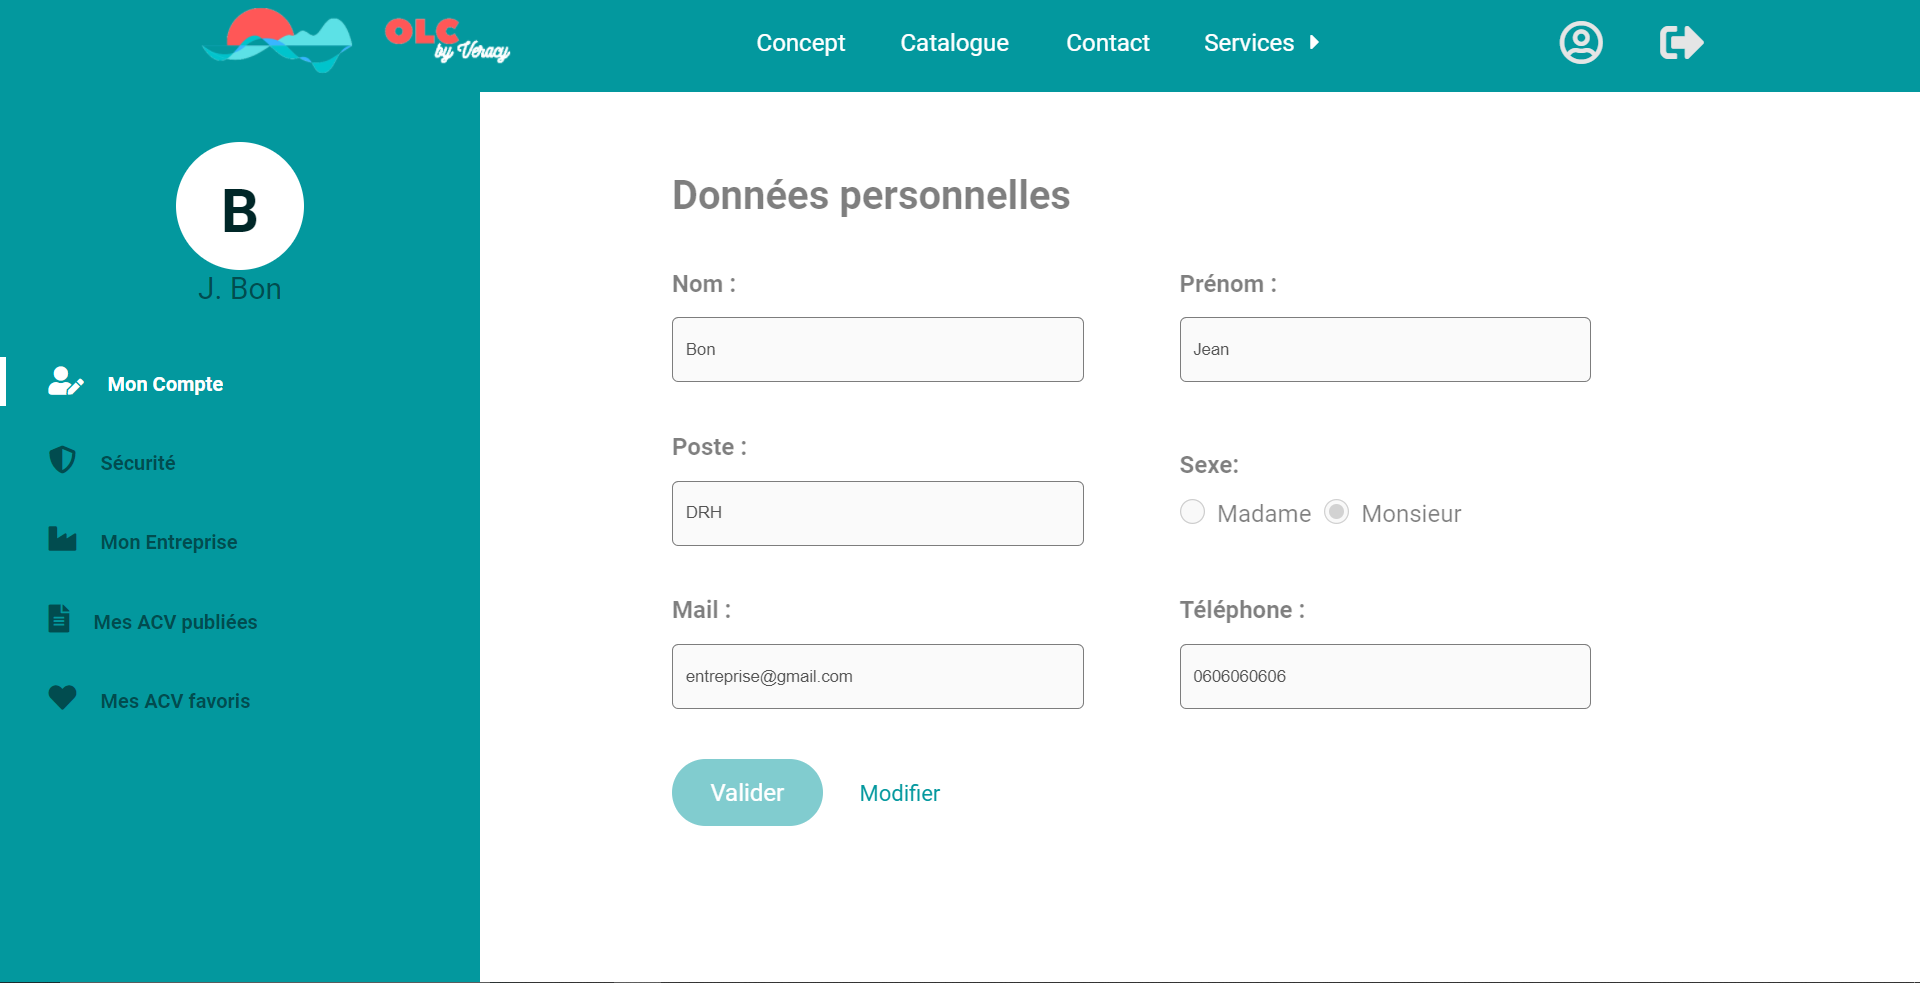 OLC
by Veracy
Concept
Catalogue
Contact
Services
B
J. Bon
Mon Compte
Sécurité
Mon Entreprise
Mes ACV publiées
Mes ACV favoris
Données personnelles
Nom :
Prénom :
Bon
Jean
Poste :
Sexe:
DRH
Madame
Monsieur
Mail :
Téléphone :
entreprise@gmail.com
0606060606
Valider
Modifier